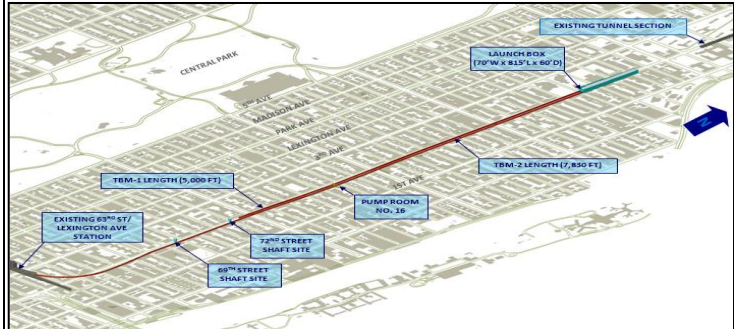 EXISTING TUNNEL SECTION
LAUNCH BOX
(70'W x 815'L x 60'D)
CENTRAL PARK
5TH AVE
MADISON AVE
PARK AVE
LEXINGTON AVE
3RD AVE
1ST AVE
N
TBM-2 LENGTH (7,830 FT)
TBM-1 LENGTH (5,000 FT)
PUMP ROOM
NO. 16
EXISTING 63RD ST/
LEXINGTON AVE
STATION
72ND STREET
SHAFT SITE
69TH STREET
SHAFT SITE